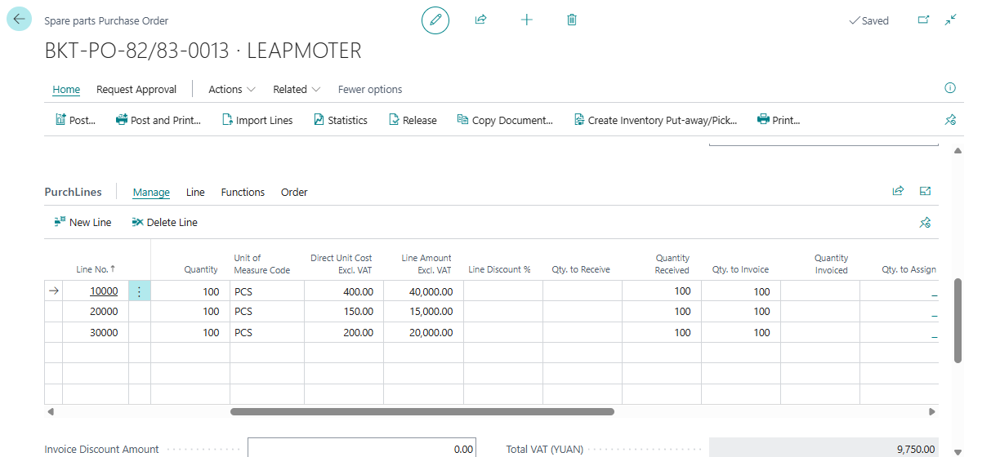 Spare parts Purchase Order
Saved
BKT-PO-82/83-0013 · LEAPMOTER
Home Request Approval Actions Related Fewer options
Post... Post and Print... Import Lines Statistics Release Copy Document... Create Inventory Put-away/Pick... Print...
PurchLines Manage Line Functions Order
New Line Delete Line
Line No. ↑ Quantity Unit of Measure Code Direct Unit Cost Excl. VAT Line Amount Excl. VAT Line Discount % Qty. to Receive Quantity Received Qty. to Invoice Quantity Invoiced Qty. to Assign
10000 100 PCS 400.00 40,000.00 100 100 _
20000 100 PCS 150.00 15,000.00 100 100 _
30000 100 PCS 200.00 20,000.00 100 100 _
Invoice Discount Amount 0.00 Total VAT (YUAN) 9,750.00